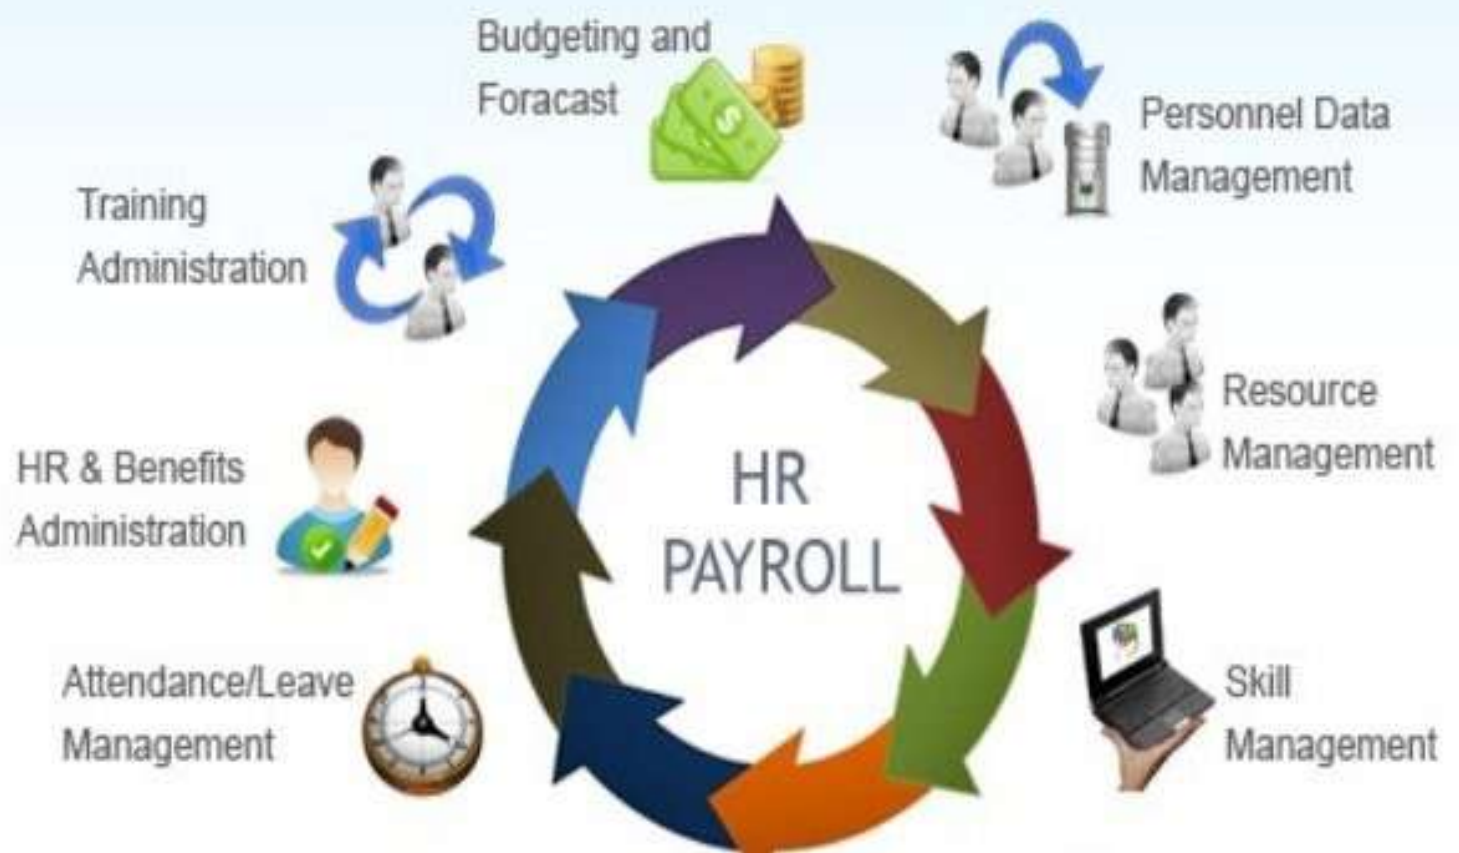 Budgeting and
Foracast
Personnel Data
Management
Training
Administration
Resource
Management
HR & Benefits
Administration
HR
PAYROLL
Attendance/Leave
Management
Skill
Management